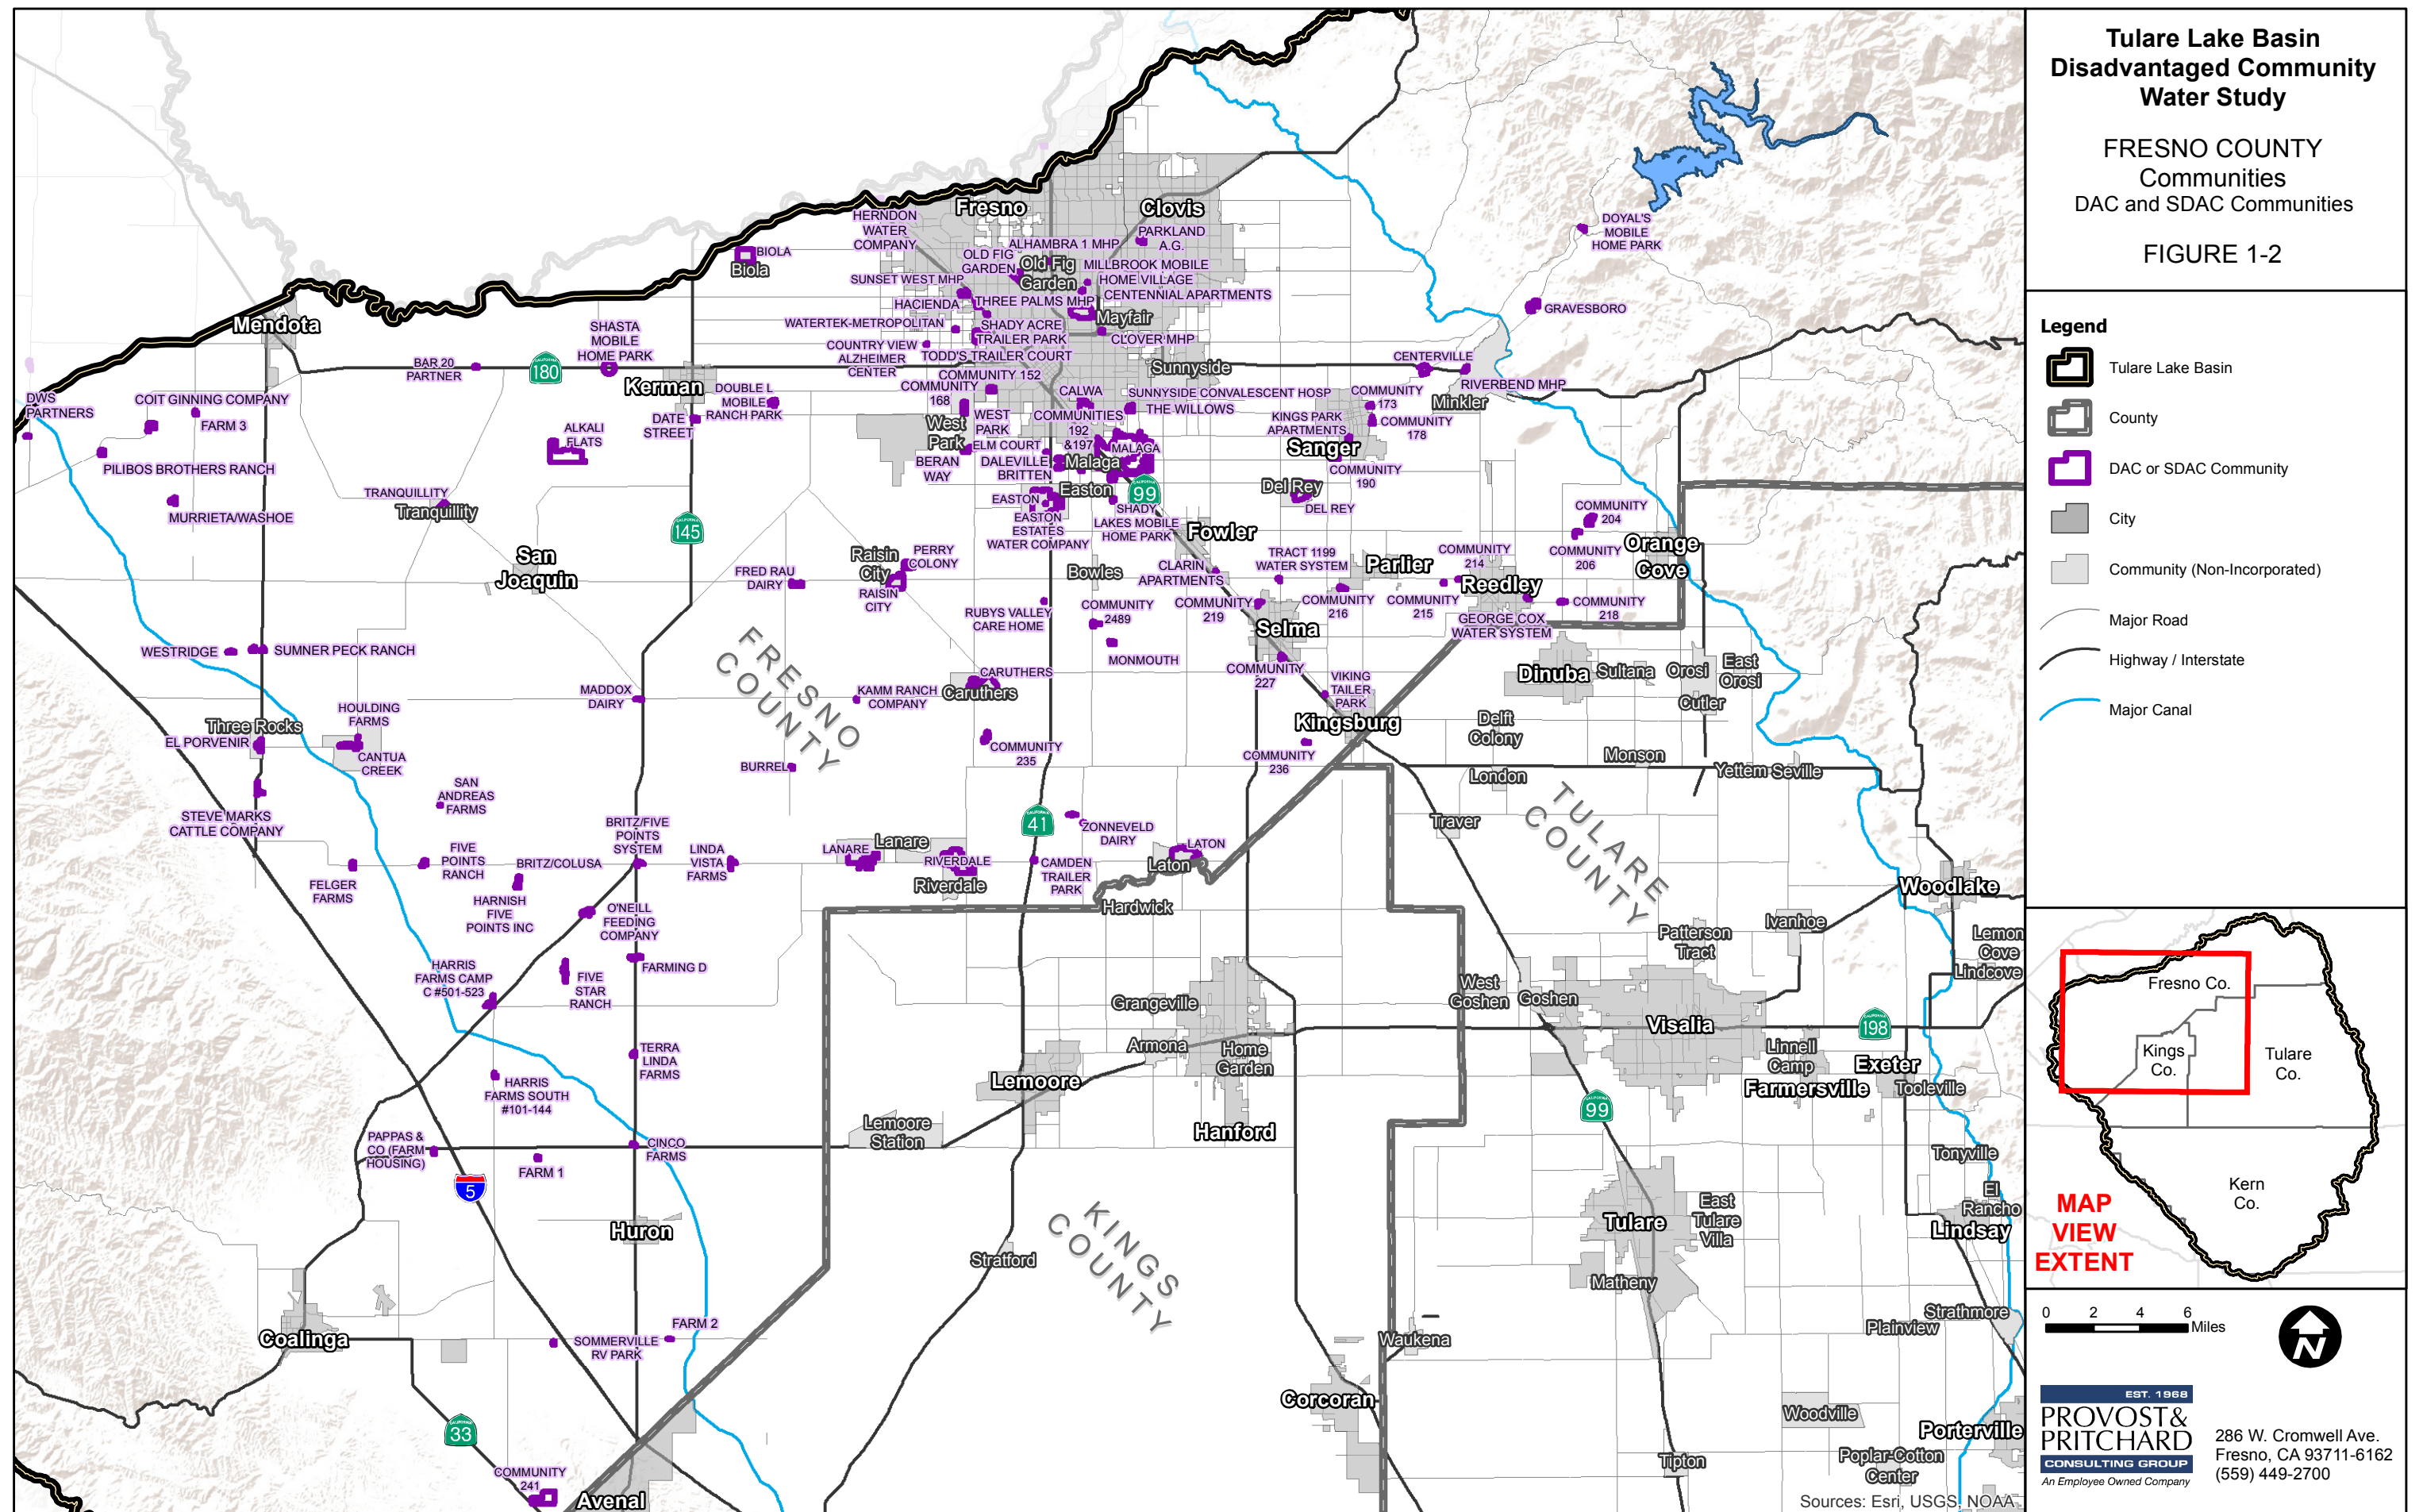 Tulare Lake Basin
Disadvantaged Community
Water Study
FRESNO COUNTY
Communities
DAC and SDAC Communities
FIGURE 1-2
Legend
Tulare Lake Basin
County
DAC or SDAC Community
City
Community (Non-Incorporated)
Major Road
Highway / Interstate
Major Canal
Fresno Co.
Kings
Co.
Tulare
Co.
Kern
Co.
MAP
VIEW
EXTENT
0 2 4 6
Miles
N
EST. 1968
PROVOST&
PRITCHARD
CONSULTING GROUP
An Employee Owned Company
286 W. Cromwell Ave.
Fresno, CA 93711-6162
(559) 449-2700
Sources: Esri, USGS, NOAA
Fresno
Clovis
HERNDON
WATER
COMPANY
PARKLAND
A.G.
ALHAMBRA 1 MHP
OLD FIG
GARDEN
Old Fig
Garden
MILLBROOK MOBILE
HOME VILLAGE
SUNSET WEST MHP
CENTENNIAL APARTMENTS
HACIENDA
THREE PALMS MHP
Mayfair
WATERTEK-METROPOLITAN
SHADY ACRE
TRAILER PARK
CLOVER MHP
COUNTRY VIEW
ALZHEIMER
CENTER
TODD'S TRAILER COURT
Sunnyside
COMMUNITY 152
COMMUNITY
168
CALWA
SUNNYSIDE CONVALESCENT HOSP
THE WILLOWS
WEST
PARK
West
Park
COMMUNITIES
192
&197
ELM COURT
MALAGA
Malaga
BERAN
WAY
DALEVILLE
BRITTEN
EASTON
Easton
99
EASTON
ESTATES
WATER COMPANY
SHADY
LAKES MOBILE
HOME PARK
BIOLA
Biola
Mendota
SHASTA
MOBILE
HOME PARK
BAR 20
PARTNER
180
Kerman
DOUBLE L
MOBILE
RANCH PARK
DATE
STREET
DWS
PARTNERS
COIT GINNING COMPANY
FARM 3
ALKALI
FLATS
PILIBOS BROTHERS RANCH
TRANQUILLITY
Tranquillity
MURRIETA/WASHOE
145
San
Joaquin
DOYAL'S
MOBILE
HOME PARK
GRAVESBORO
CENTERVILLE
RIVERBEND MHP
Minkler
COMMUNITY
173
KINGS PARK
APARTMENTS
COMMUNITY
178
Sanger
COMMUNITY
190
Del Rey
DEL REY
COMMUNITY
204
COMMUNITY
206
Orange
Cove
Fowler
TRACT 1199
WATER SYSTEM
Parlier
COMMUNITY
214
Reedley
CLARIN
APARTMENTS
COMMUNITY
219
COMMUNITY
216
COMMUNITY
215
COMMUNITY
218
GEORGE COX
WATER SYSTEM
Selma
COMMUNITY
227
VIKING
TAILER
PARK
Kingsburg
COMMUNITY
236
Raisin
City
PERRY
COLONY
RAISIN
CITY
FRED RAU
DAIRY
Bowles
RUBYS VALLEY
CARE HOME
COMMUNITY
2489
MONMOUTH
CARUTHERS
Caruthers
KAMM RANCH
COMPANY
MADDOX
DAIRY
COMMUNITY
235
BURREL
FRESNO
COUNTY
WESTRIDGE
SUMNER PECK RANCH
HOULDING
FARMS
Three Rocks
EL PORVENIR
CANTUA
CREEK
SAN
ANDREAS
FARMS
STEVE MARKS
CATTLE COMPANY
FELGER
FARMS
FIVE
POINTS
RANCH
BRITZ/COLUSA
BRITZ/FIVE
POINTS
SYSTEM
LINDA
VISTA
FARMS
LANARE
Lanare
RIVERDALE
Riverdale
41
ZONNEVELD
DAIRY
CAMDEN
TRAILER
PARK
LATON
Laton
Hardwick
HARNISH
FIVE
POINTS INC
O'NEILL
FEEDING
COMPANY
HARRIS
FARMS CAMP
C #501-523
FIVE
STAR
RANCH
FARMING D
TERRA
LINDA
FARMS
HARRIS
FARMS SOUTH
#101-144
PAPPAS &
CO (FARM
HOUSING)
FARM 1
CINCO
FARMS
5
Huron
Coalinga
SOMMERVILLE
RV PARK
FARM 2
33
COMMUNITY
241
Avenal
Dinuba
Sultana
Orosi
East
Orosi
Cutler
Delft
Colony
Monson
London
Yettem-Seville
Traver
TULARE
COUNTY
Woodlake
Patterson
Tract
Ivanhoe
Lemon
Cove
Lindcove
West
Goshen
Goshen
Visalia
198
Linnell
Camp
Exeter
Farmersville
Tooleville
99
Grangeville
Armona
Home
Garden
Lemoore
Lemoore
Station
Hanford
KINGS
COUNTY
Stratford
Tonyville
El
Rancho
Lindsay
Tulare
East
Tulare
Villa
Matheny
Waukena
Strathmore
Plainview
Corcoran
Woodville
Porterville
Tipton
Poplar-Cotton
Center